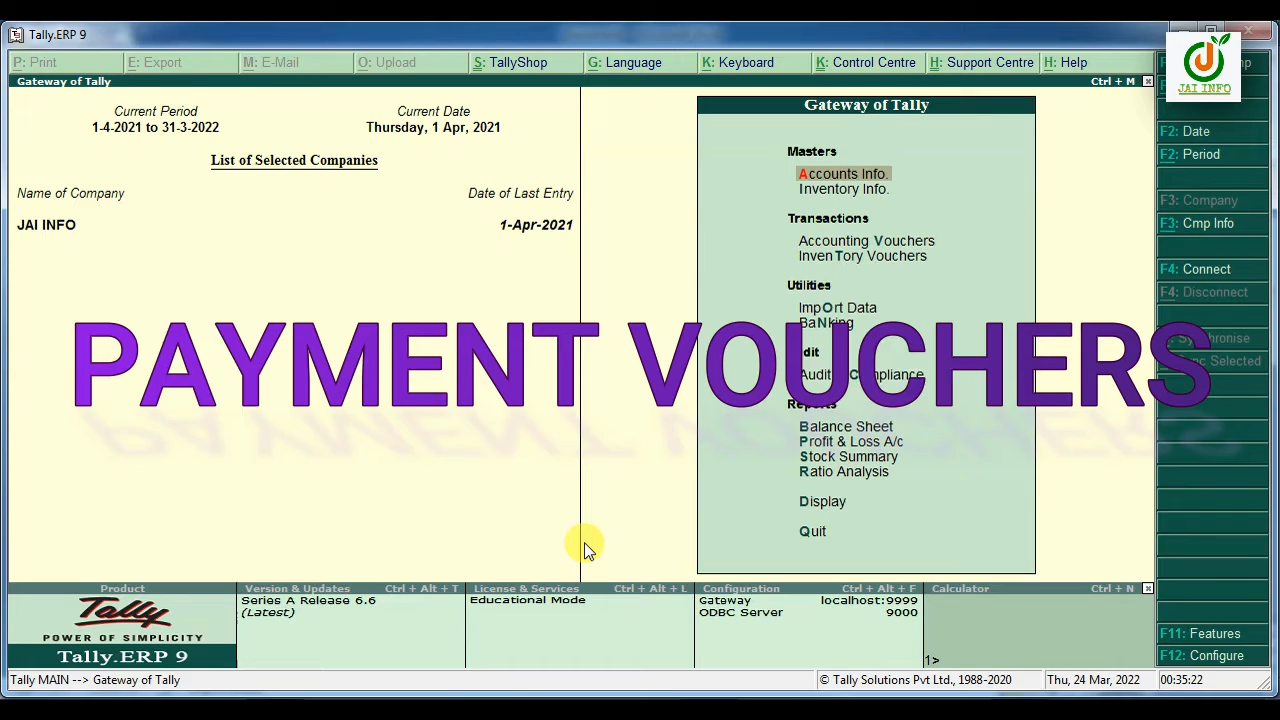 Tally.ERP 9
P: Print
E: Export
M: E-Mail
O: Upload
S: TallyShop
G: Language
K: Keyboard
K: Control Centre
H: Support Centre
H: Help
Gateway of Tally
Ctrl + M
Current Period
1-4-2021 to 31-3-2022
Current Date
Thursday, 1 Apr, 2021
List of Selected Companies
Name of Company
Date of Last Entry
JAI INFO
1-Apr-2021
Gateway of Tally
Masters
Accounts Info.
Inventory Info.
Transactions
Accounting Vouchers
InvenTory Vouchers
Utilities
ImpOrt Data
BaNking
Audit & Compliance
Reports
Balance Sheet
Profit & Loss A/c
Stock Summary
Ratio Analysis
Display
Quit
PAYMENT VOUCHERS
JAI INFO
F2: Date
F2: Period
F3: Company
F3: Cmp Info
F4: Connect
F4: Disconnect
Synchronise
Selected
F11: Features
F12: Configure
Product
Tally
POWER OF SIMPLICITY
Tally.ERP 9
Version & Updates
Ctrl + Alt + T
Series A Release 6.6
(Latest)
License & Services
Ctrl + Alt + L
Educational Mode
Configuration
Ctrl + Alt + F
Gateway localhost:9999
ODBC Server 9000
Calculator
Ctrl + N
1>
Tally MAIN --> Gateway of Tally
© Tally Solutions Pvt Ltd., 1988-2020
Thu, 24 Mar, 2022
00:35:22